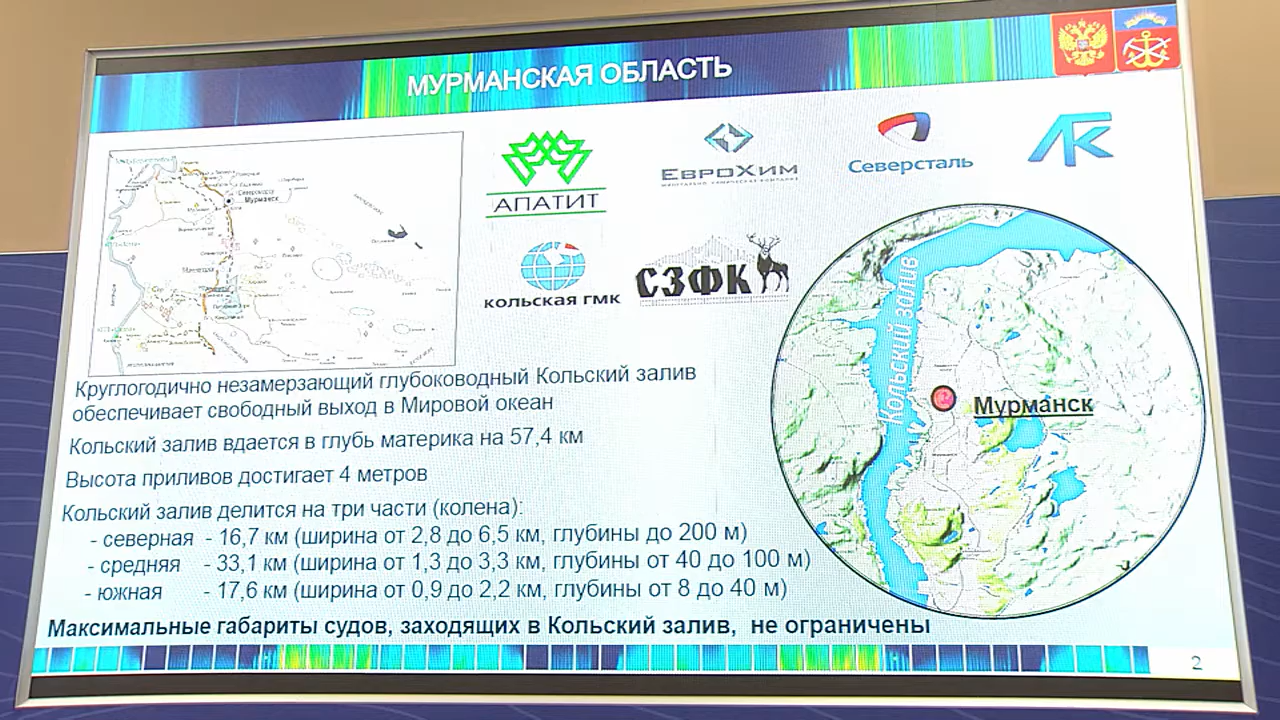 МУРМАНСКАЯ ОБЛАСТЬ
АПАТИТ
ЕВРОХИМ
Северсталь
АК
КОЛЬСКАЯ ГМК
СЗФК
Мурманск
Кольский залив
Мурманск
Круглогодично незамерзающий глубоководный Кольский залив
обеспечивает свободный выход в Мировой океан
Кольский залив вдается в глубь материка на 57,4 км
Высота приливов достигает 4 метров
Кольский залив делится на три части (колена):
- северная - 16,7 км (ширина от 2,8 до 6,5 км, глубины до 200 м)
- средняя - 33,1 км (ширина от 1,3 до 3,3 км, глубины от 40 до 100 м)
- южная - 17,6 км (ширина от 0,9 до 2,2 км, глубины от 8 до 40 м)
Максимальные габариты судов, заходящих в Кольский залив, не ограничены
2